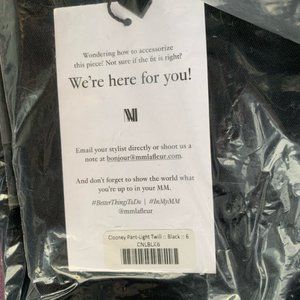 Wondering how to accessorize
this piece? Not sure if the fit is right?
We're here for you!
MM
Email your stylist directly or shoot us a
note at bonjour@mmlafleur.com.
And don't forget to show the world what
you're up to in your MM.
#BetterThingsToDo | #InMyMM
@mmlafleur
Clooney Pant-Light Twill :: Black :: 6
CNLBLK6